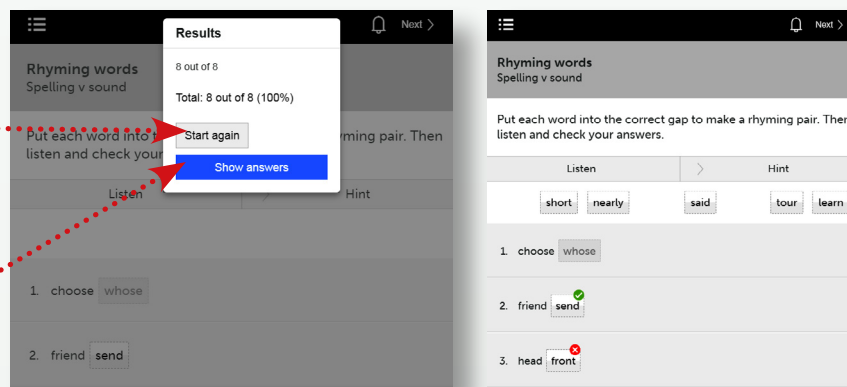 Next >
Results
8 out of 8
Total: 8 out of 8 (100%)
Start again
Show answers
Rhyming words
Spelling v sound
Put each word into t
hyming pair. Then
listen and check your
Listen
Hint
1. choose whose
2. friend send
Next >
Rhyming words
Spelling v sound
Put each word into the correct gap to make a rhyming pair. Then
listen and check your answers.
Listen > Hint
short nearly said tour learn
1. choose whose
2. friend send
3. head front